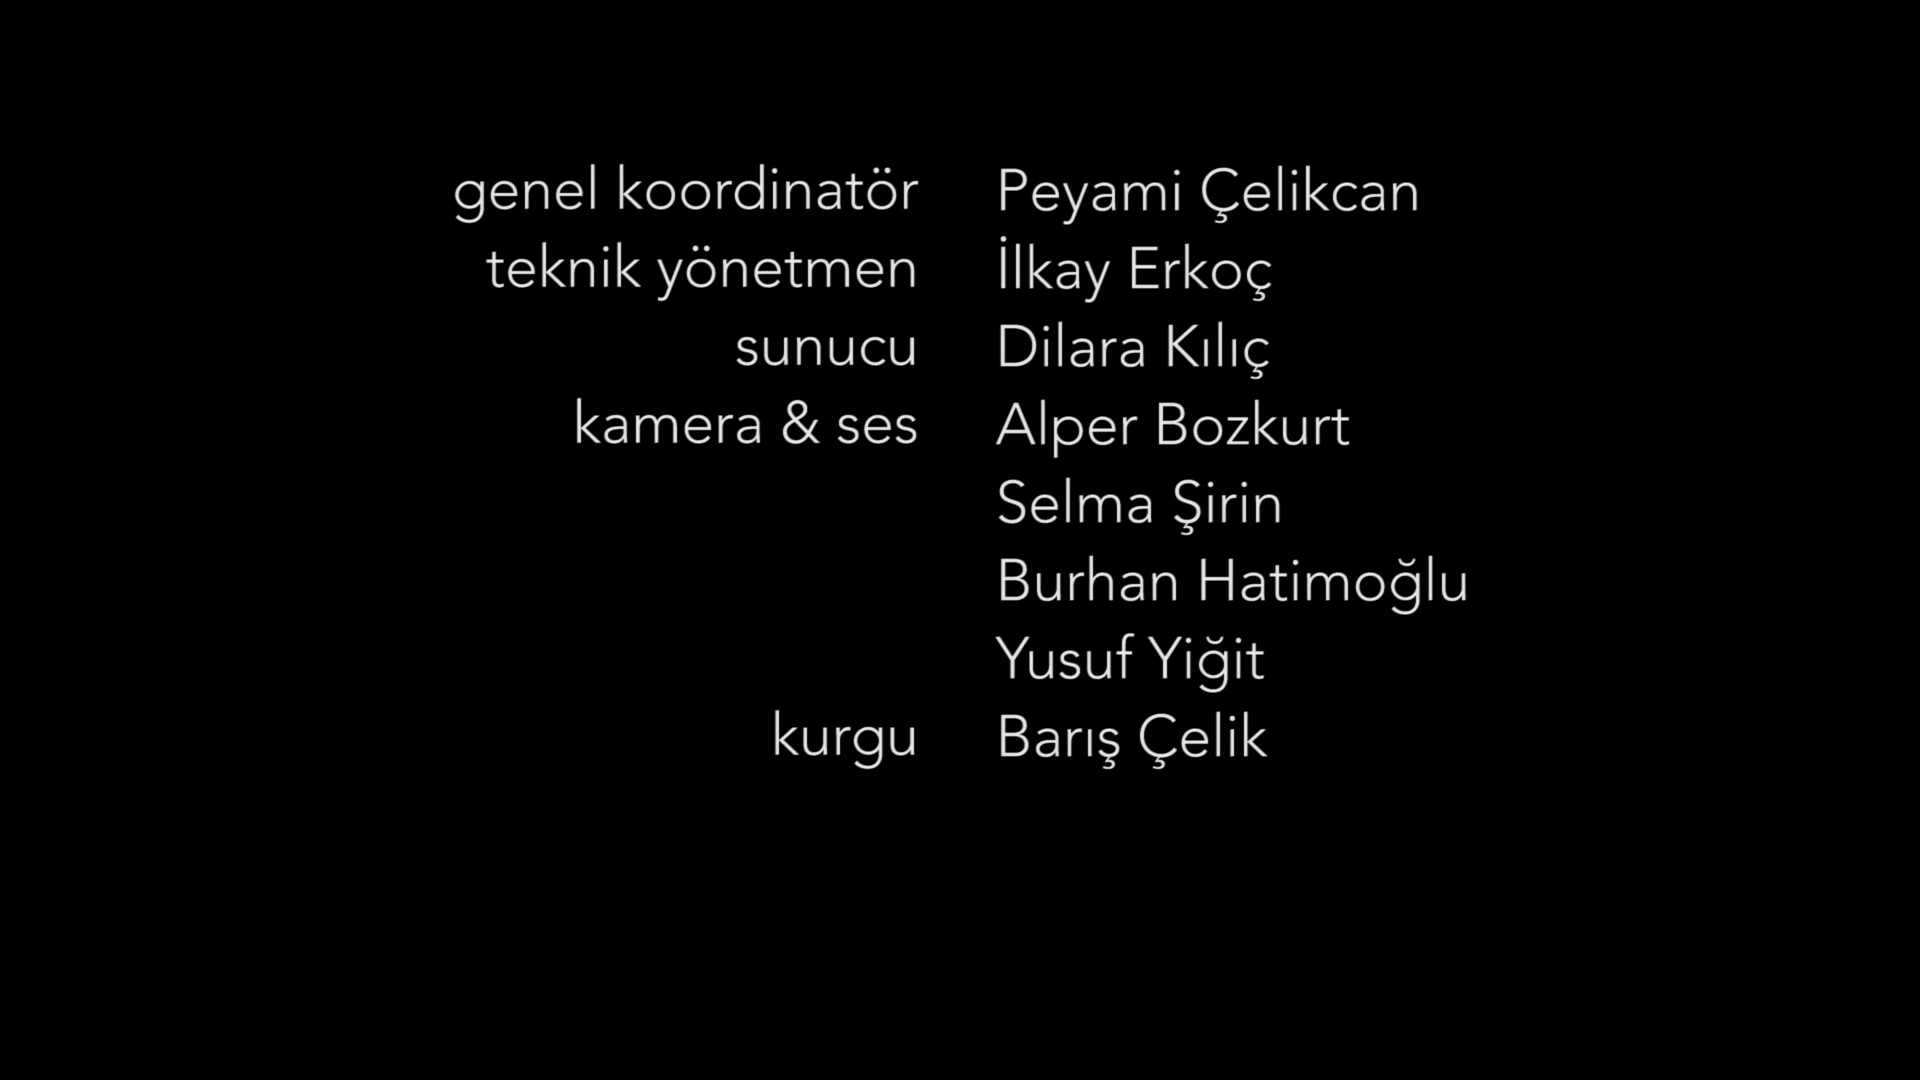 genel koordinatör Peyami Çelikcan
teknik yönetmen İlkay Erkoç
sunucu Dilara Kılıç
kamera & ses Alper Bozkurt
Selma Şirin
Burhan Hatimoğlu
Yusuf Yiğit
kurgu Barış Çelik